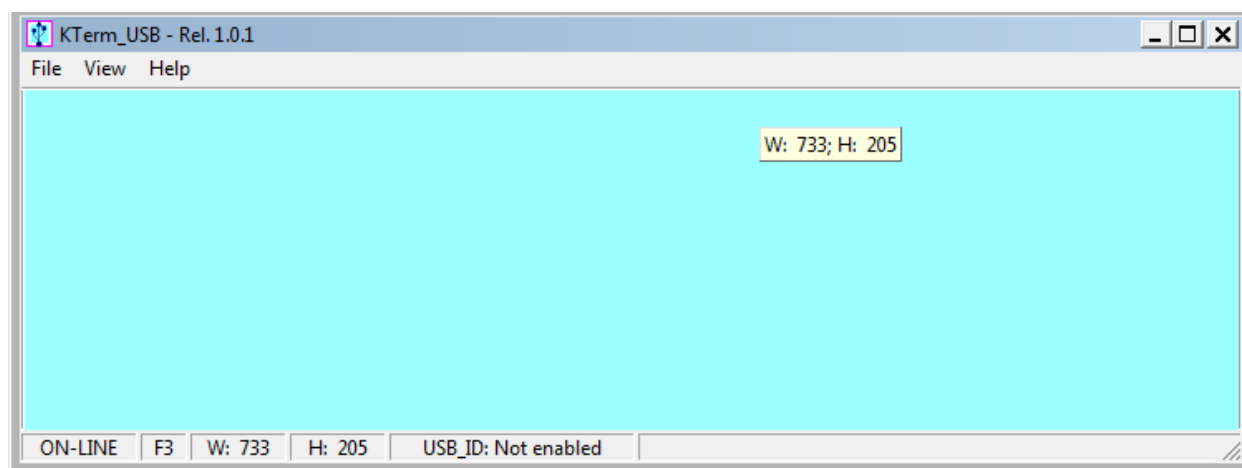 KTerm_USB - Rel. 1.0.1
File View Help
W: 733; H: 205
ON-LINE F3 W: 733 H: 205 USB_ID: Not enabled